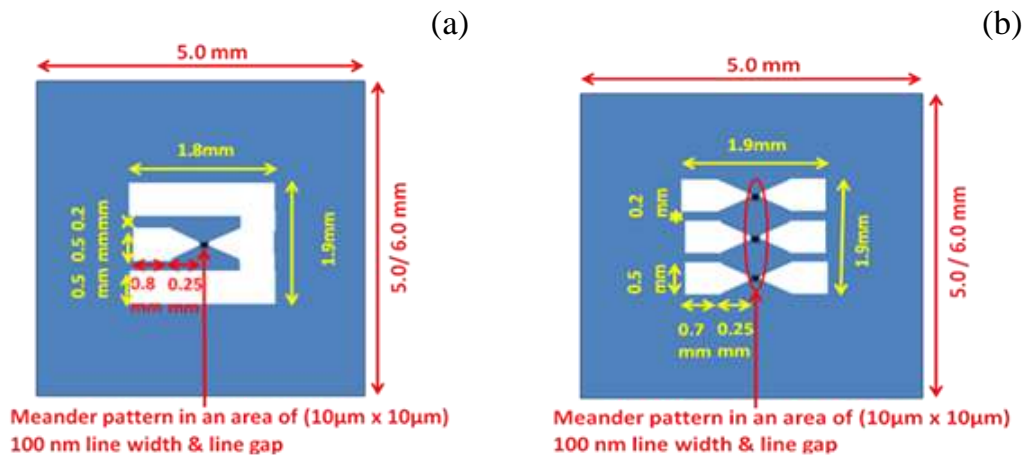 (a)
5.0 mm
1.8mm
0.2
mm
0.5
mm
0.5
mm
0.8
mm
0.25
mm
1.9mm
5.0/ 6.0 mm
Meander pattern in an area of (10μm x 10μm)
100 nm line width & line gap
(b)
5.0 mm
1.9mm
0.2
mm
0.5
mm
0.7
mm
0.25
mm
1.9mm
5.0 / 6.0 mm
Meander pattern in an area of (10μm x 10μm)
100 nm line width & line gap